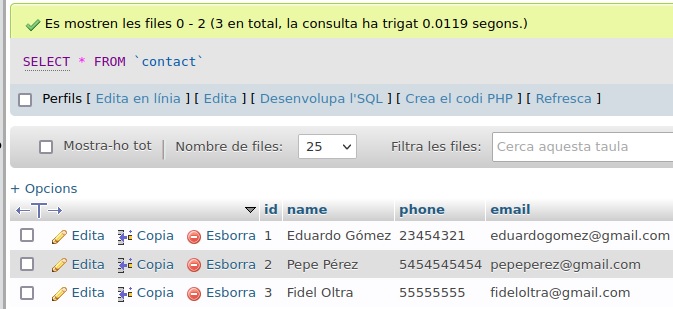 Es mostren les files 0 - 2 (3 en total, la consulta ha trigat 0.0119 segons.)
SELECT * FROM `contact`
Perfils [ Edita en línia ] [ Edita ] [ Desenvolupa l'SQL ] [ Crea el codi PHP ] [ Refresca ]
Mostra-ho tot Nombre de files: 25 Filtra les files: Cerca aquesta taula
+ Opcions
←T→ id name phone email
Edita Copia Esborra 1 Eduardo Gómez 23454321 eduardogomez@gmail.com
Edita Copia Esborra 2 Pepe Pérez 5454545454 pepeperez@gmail.com
Edita Copia Esborra 3 Fidel Oltra 55555555 fideloltra@gmail.com